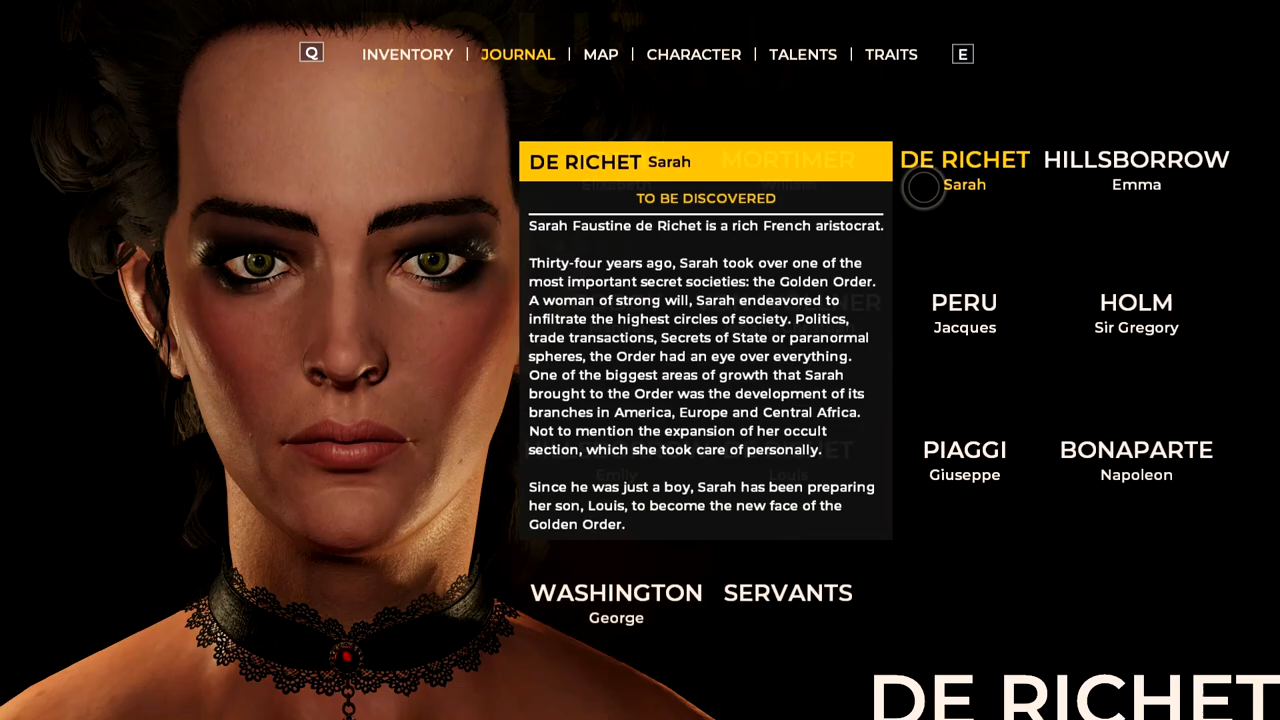 Q INVENTORY | JOURNAL | MAP | CHARACTER | TALENTS | TRAITS E
DE RICHET Sarah
TO BE DISCOVERED
Sarah Faustine de Richet is a rich French aristocrat.
Thirty-four years ago, Sarah took over one of the
most important secret societies: the Golden Order.
A woman of strong will, Sarah endeavored to
infiltrate the highest circles of society. Politics,
trade transactions, Secrets of State or paranormal
spheres, the Order had an eye over everything.
One of the biggest areas of growth that Sarah
brought to the Order was the development of its
branches in America, Europe and Central Africa.
Not to mention the expansion of her occult
section, which she took care of personally.
Since he was just a boy, Sarah has been preparing
her son, Louis, to become the new face of the
Golden Order.
MORTIMER
Elizabeth William
Emily Louis
DE RICHET HILLSBORROW
Sarah Emma
PERU HOLM
Jacques Sir Gregory
PIAGGI BONAPARTE
Giuseppe Napoleon
WASHINGTON SERVANTS
George
DE RICHET